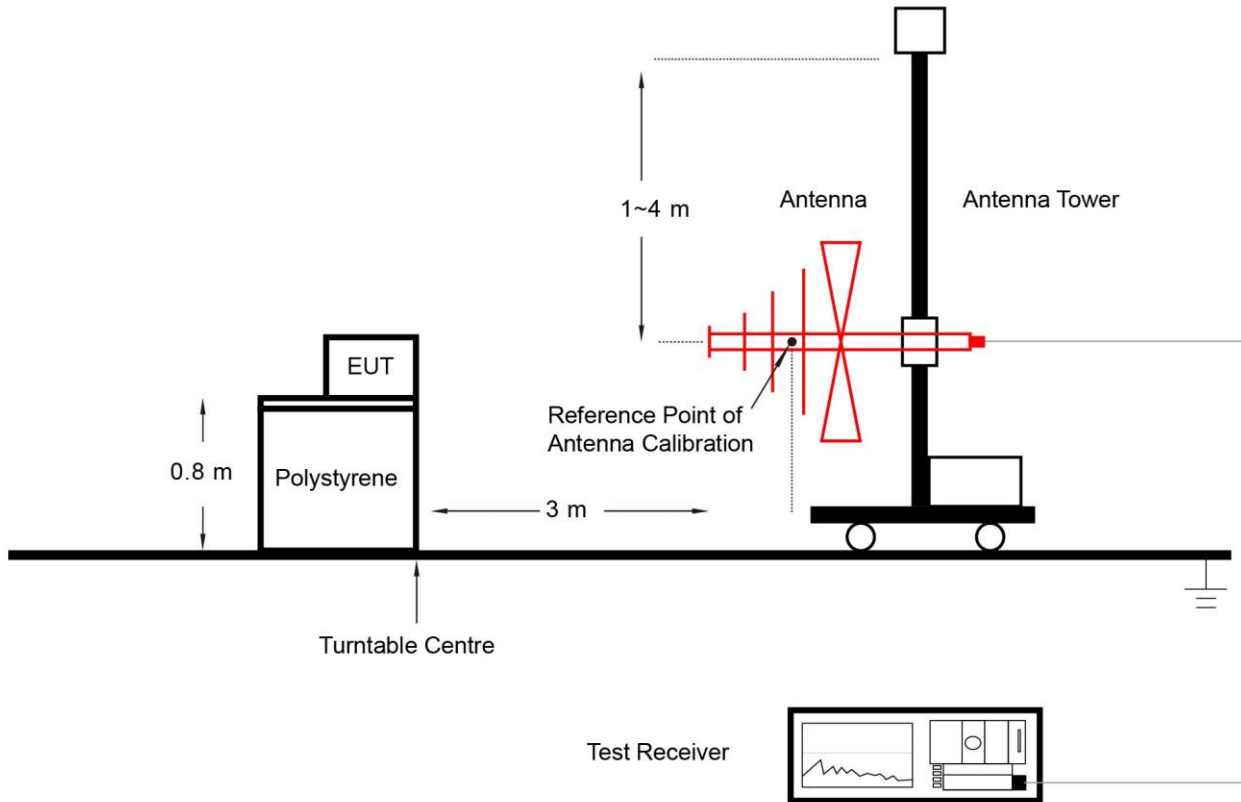 1~4 m
Antenna
Antenna Tower
EUT
Reference Point of
Antenna Calibration
0.8 m
Polystyrene
3 m
Turntable Centre
Test Receiver